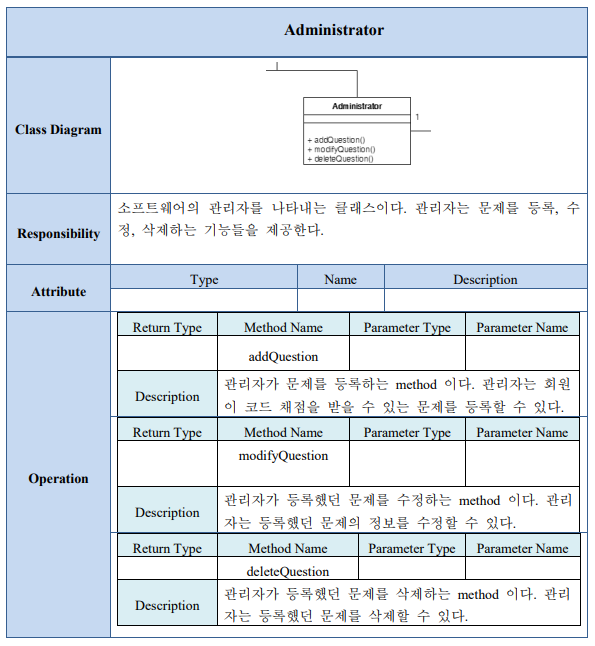 Administrator
Class Diagram
Administrator
1
+ addQuestion()
+ modifyQuestion()
+ deleteQuestion()
Responsibility
소프트웨어의 관리자를 나타내는 클래스이다. 관리자는 문제를 등록, 수
정, 삭제하는 기능들을 제공한다.
Attribute
Type Name Description
Operation
Return Type Method Name Parameter Type Parameter Name
addQuestion
Description
관리자가 문제를 등록하는 method 이다. 관리자는 회원
이 코드 채점을 받을 수 있는 문제를 등록할 수 있다.
Return Type Method Name Parameter Type Parameter Name
modifyQuestion
Description
관리자가 등록했던 문제를 수정하는 method 이다. 관리
자는 등록했던 문제의 정보를 수정할 수 있다.
Return Type Method Name Parameter Type Parameter Name
deleteQuestion
Description
관리자가 등록했던 문제를 삭제하는 method 이다. 관리
자는 등록했던 문제를 삭제할 수 있다.